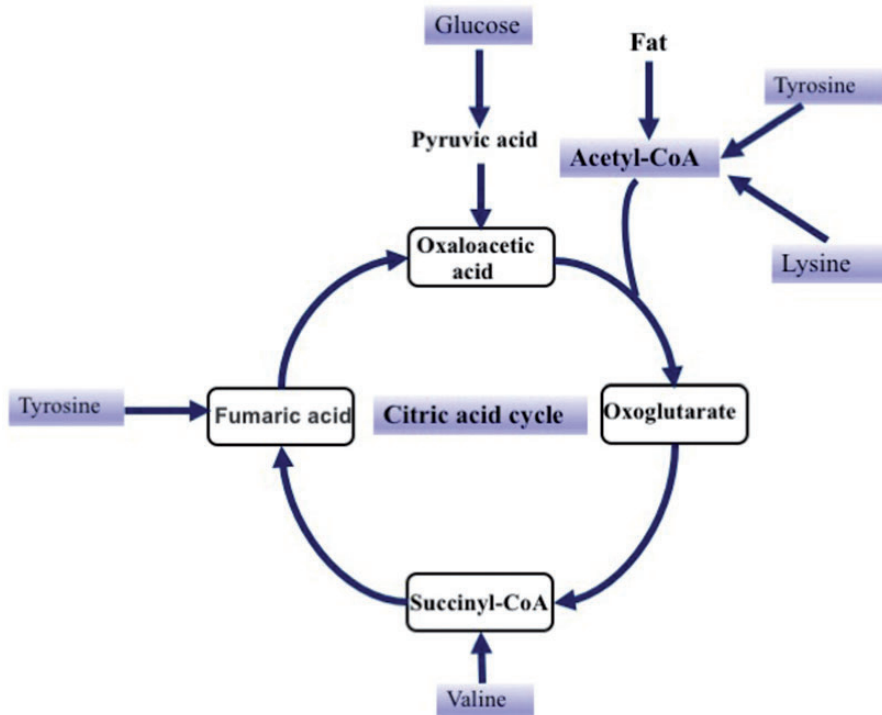 Glucose
Fat
Tyrosine
Pyruvic acid
Acetyl-CoA
Oxaloacetic
acid
Lysine
Tyrosine
Fumaric acid
Citric acid cycle
Oxoglutarate
Succinyl-CoA
Valine